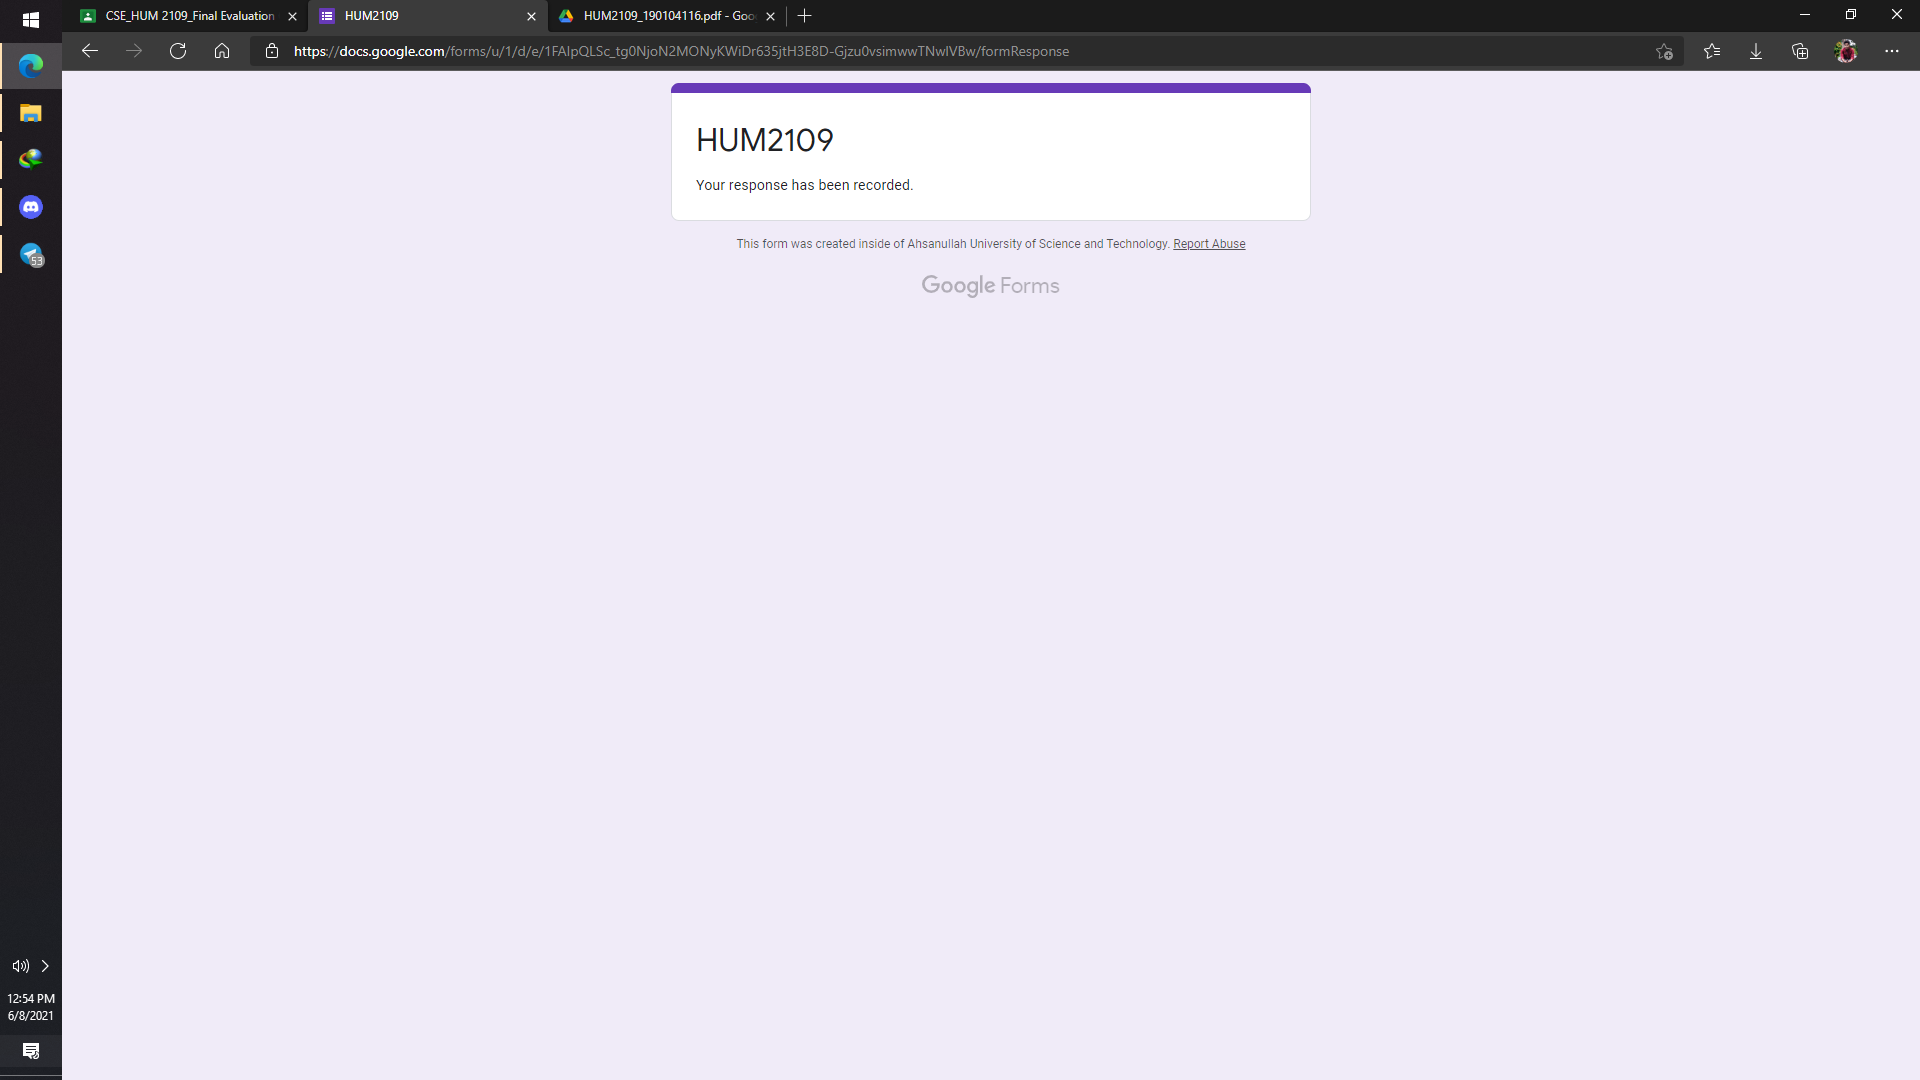 CSE_HUM 2109_Final Evaluation
HUM2109
HUM2109_190104116.pdf - Goo
https://docs.google.com/forms/u/1/d/e/1FAIpQLSc_tg0NjoN2MONyKWiDr635jtH3E8D-Gjzu0vsimwwTNwIVBw/formResponse
HUM2109
Your response has been recorded.
This form was created inside of Ahsanullah University of Science and Technology. Report Abuse
Google Forms
53
12:54 PM
6/8/2021